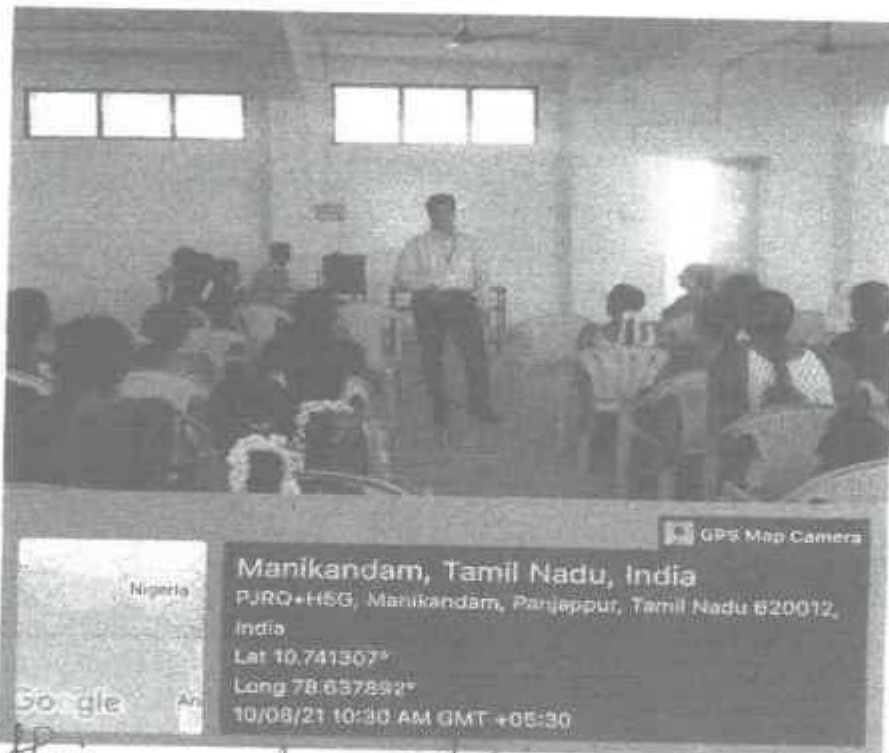 GPS Map Camera
Nigeria
Google
Manikandam, Tamil Nadu, India
PJRQ+H5G, Manikandam, Panjappur, Tamil Nadu 620012,
India
Lat 10.741307°
Long 78.637892°
10/08/21 10:30 AM GMT +05:30